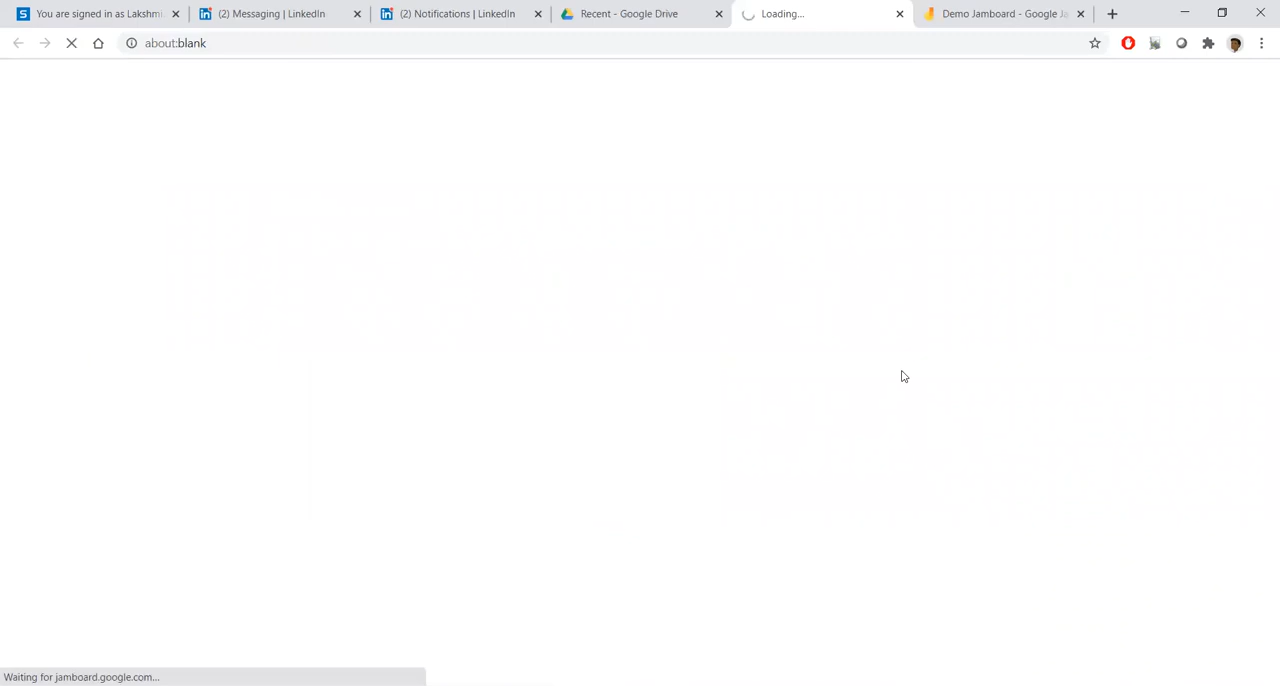 You are signed in as Lakshmi
(2) Messaging | LinkedIn
(2) Notifications | LinkedIn
Recent - Google Drive
Loading...
Demo Jamboard - Google Ja
about:blank
Waiting for jamboard.google.com...